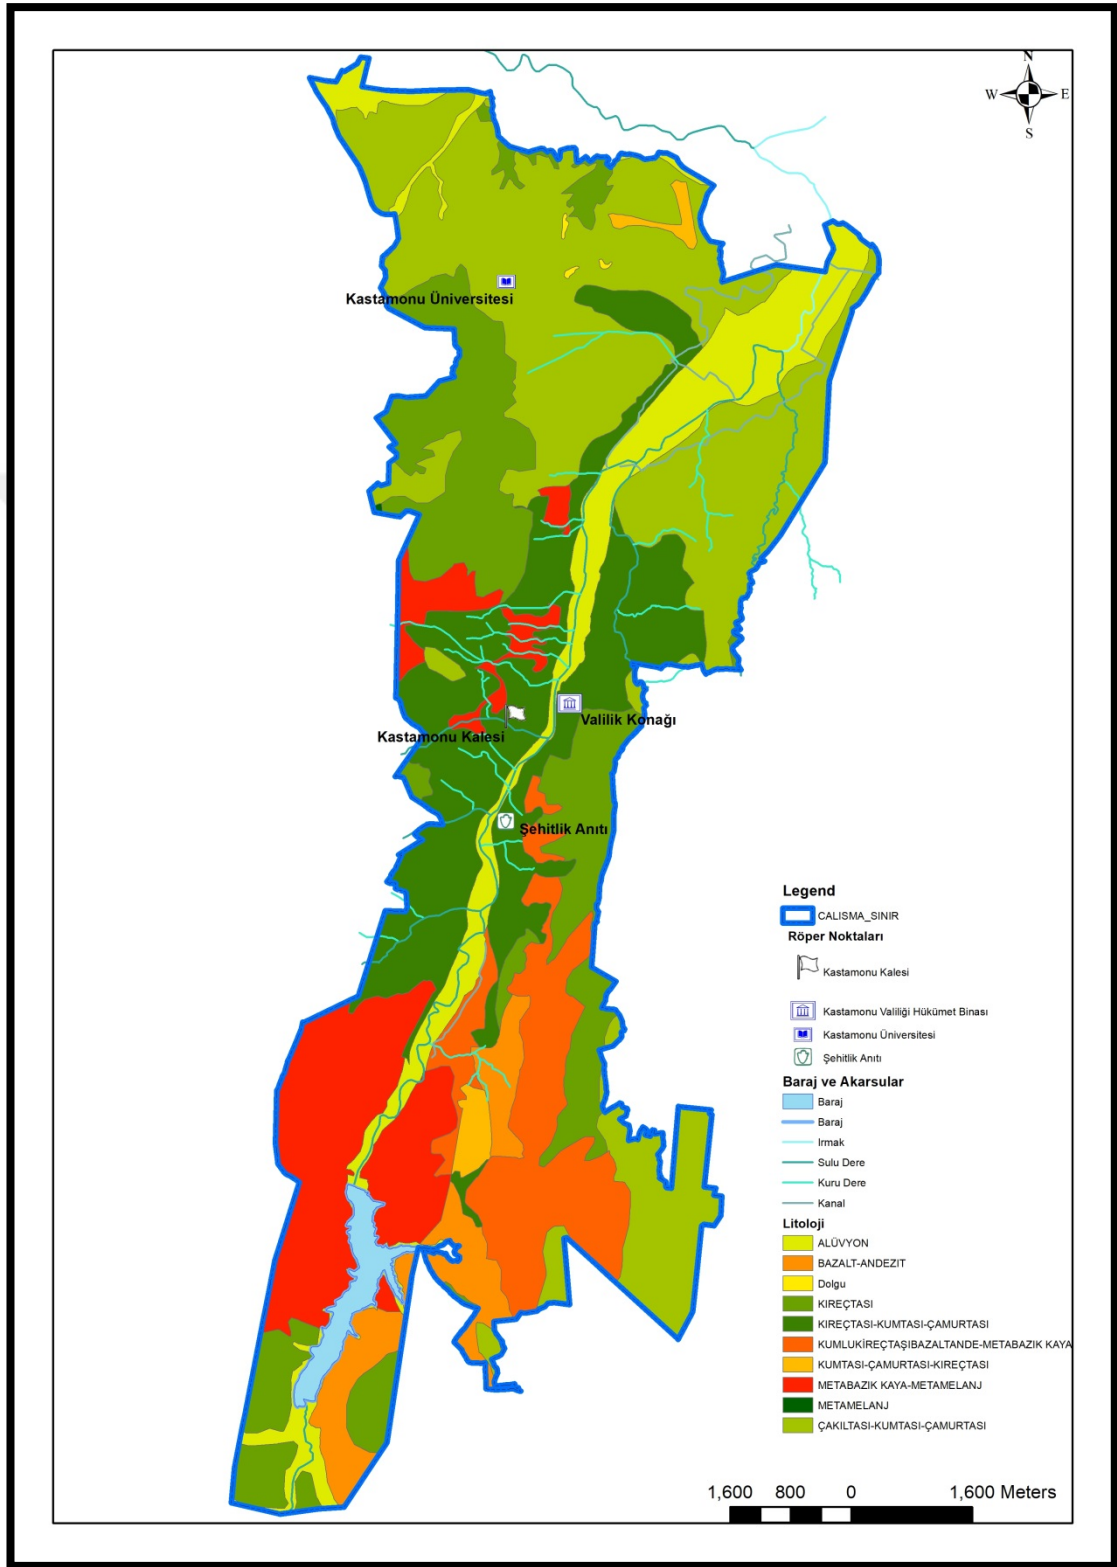 N
W E
S
Kastamonu Üniversitesi
Valilik Konağı
Kastamonu Kalesi
Şehitlik Anıtı
Legend
CALISMA_SINIR
Röper Noktaları
Kastamonu Kalesi
Kastamonu Valiliği Hükümet Binası
Kastamonu Üniversitesi
Şehitlik Anıtı
Baraj ve Akarsular
Baraj
Baraj
Irmak
Sulu Dere
Kuru Dere
Kanal
Litoloji
ALÜVYON
BAZALT-ANDEZIT
Dolgu
KIREÇTASI
KIREÇTASI-KUMTASI-ÇAMURTASI
KUMLUKİREÇTAŞIBAZALTANDE-METABAZIK KAYA
KUMTASI-ÇAMURTASI-KIREÇTASI
METABAZIK KAYA-METAMELANJ
METAMELANJ
ÇAKILTASI-KUMTASI-ÇAMURTASI
1,600 800 0 1,600 Meters